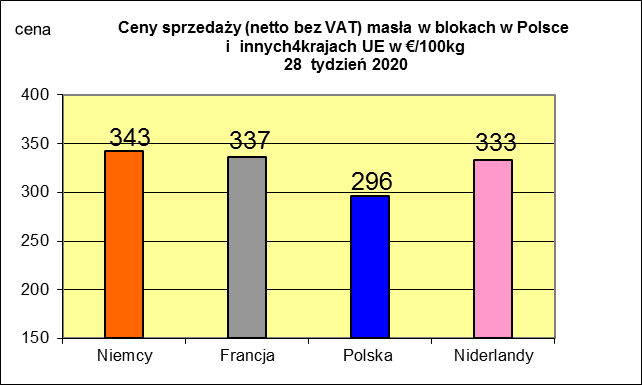 cena
Ceny sprzedaży (netto bez VAT) masła w blokach w Polsce
i innych4krajach UE w €/100kg
28 tydzień 2020
400
350
300
250
200
150
343
337
296
333
Niemcy
Francja
Polska
Niderlandy